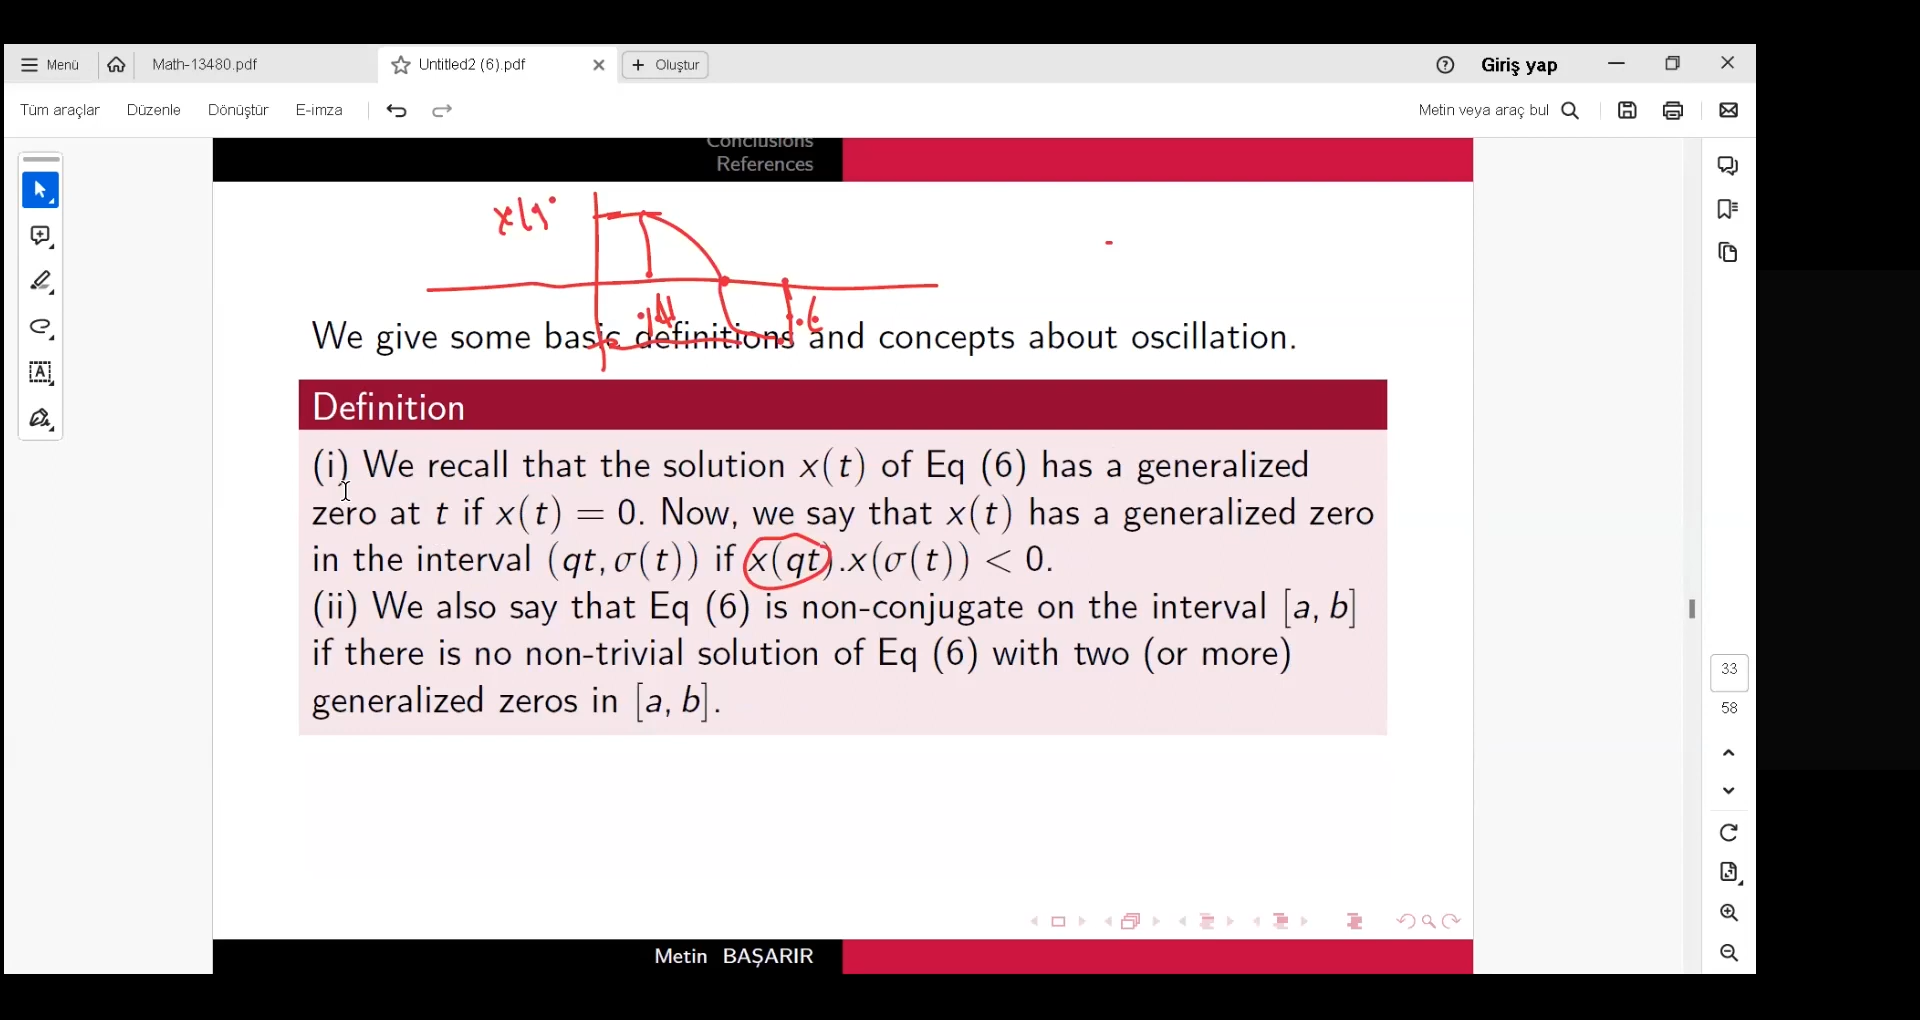 Menü
Math-13480.pdf
Untitled2 (6).pdf
Oluştur
Giriş yap
Tüm araçlar
Düzenle
Dönüştür
E-imza
Metin veya araç bul
Conclusions
References
We give some basic definitions and concepts about oscillation.
Definition
(i) We recall that the solution x(t) of Eq (6) has a generalized
zero at t if x(t) = 0. Now, we say that x(t) has a generalized zero
in the interval (qt, σ(t)) if x(qt).x(σ(t)) < 0.
(ii) We also say that Eq (6) is non-conjugate on the interval [a, b]
if there is no non-trivial solution of Eq (6) with two (or more)
generalized zeros in [a, b].
33
58
Metin BAŞARIR